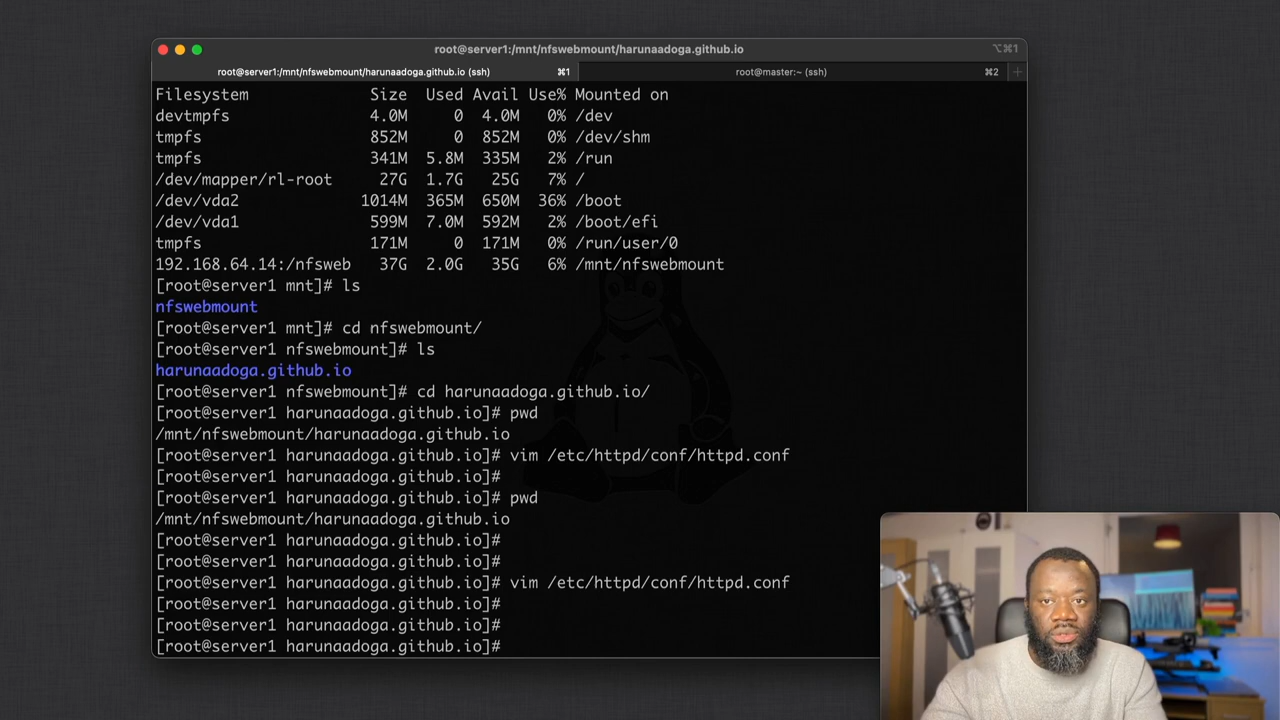 root@server1:/mnt/nfswebmount/harunaadoga.github.io
⌥⌘1
root@server1:/mnt/nfswebmount/harunaadoga.github.io (ssh) ⌘1 root@master:~ (ssh) ⌘2 +
Filesystem Size Used Avail Use% Mounted on
devtmpfs 4.0M 0 4.0M 0% /dev
tmpfs 852M 0 852M 0% /dev/shm
tmpfs 341M 5.8M 335M 2% /run
/dev/mapper/rl-root 27G 1.7G 25G 7% /
/dev/vda2 1014M 365M 650M 36% /boot
/dev/vda1 599M 7.0M 592M 2% /boot/efi
tmpfs 171M 0 171M 0% /run/user/0
192.168.64.14:/nfsweb 37G 2.0G 35G 6% /mnt/nfswebmount
[root@server1 mnt]# ls
nfswebmount
[root@server1 mnt]# cd nfswebmount/
[root@server1 nfswebmount]# ls
harunaadoga.github.io
[root@server1 nfswebmount]# cd harunaadoga.github.io/
[root@server1 harunaadoga.github.io]# pwd
/mnt/nfswebmount/harunaadoga.github.io
[root@server1 harunaadoga.github.io]# vim /etc/httpd/conf/httpd.conf
[root@server1 harunaadoga.github.io]#
[root@server1 harunaadoga.github.io]# pwd
/mnt/nfswebmount/harunaadoga.github.io
[root@server1 harunaadoga.github.io]#
[root@server1 harunaadoga.github.io]#
[root@server1 harunaadoga.github.io]# vim /etc/httpd/conf/httpd.conf
[root@server1 harunaadoga.github.io]#
[root@server1 harunaadoga.github.io]#
[root@server1 harunaadoga.github.io]#